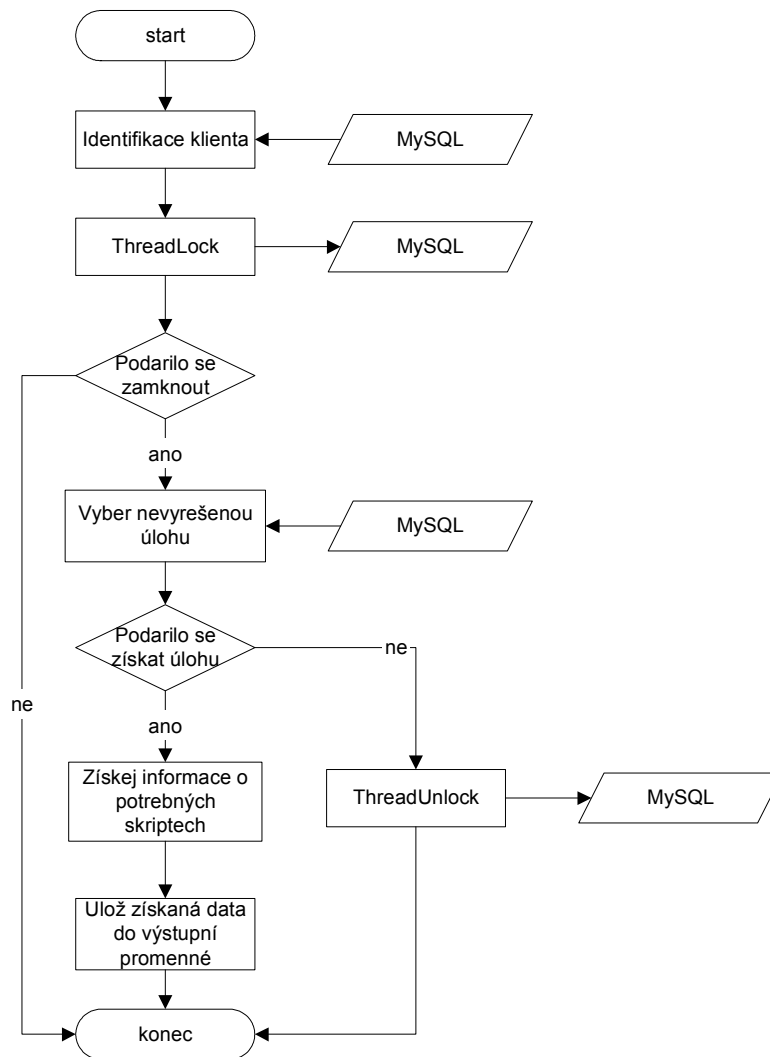 start
Identifikace klienta
MySQL
ThreadLock
MySQL
Podarilo se
zamknout
ano
Vyber nevyrešenou
úlohu
MySQL
Podarilo se
získat úlohu
ne
ne
ano
Získej informace o
potrebných
skriptech
ThreadUnlock
MySQL
Ulož získaná data
do výstupní
promenné
konec